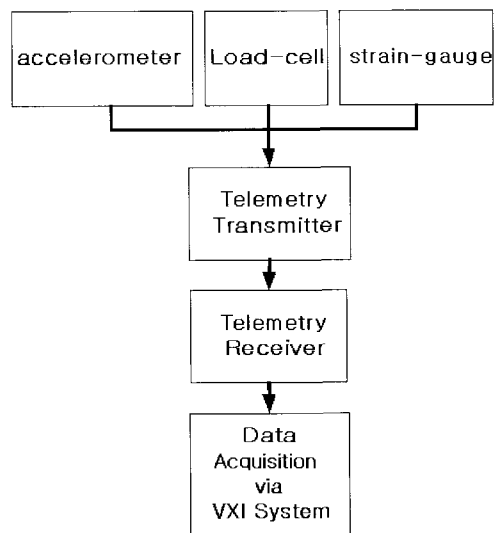 accelerometer
Load-cell
strain-gauge
Telemetry
Transmitter
Telemetry
Receiver
Data
Acquisition
via
VXI System